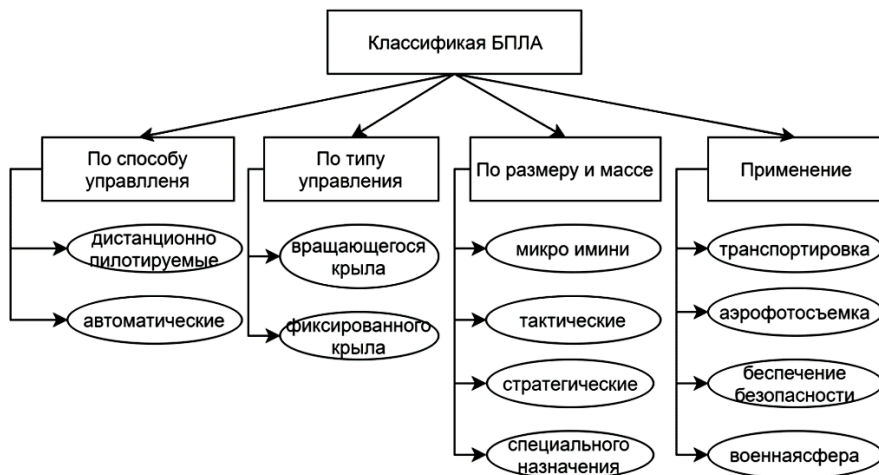 Классификая БПЛА
По способу
управлленя
дистанционно
пилотируемые
автоматические
По типу
управления
вращающегося
крыла
фиксированного
крыла
По размеру и массе
микро имини
тактические
стратегические
специального
назначения
Применение
транспортировка
аэрофотосъемка
беспечение
безопасности
военнаясфера